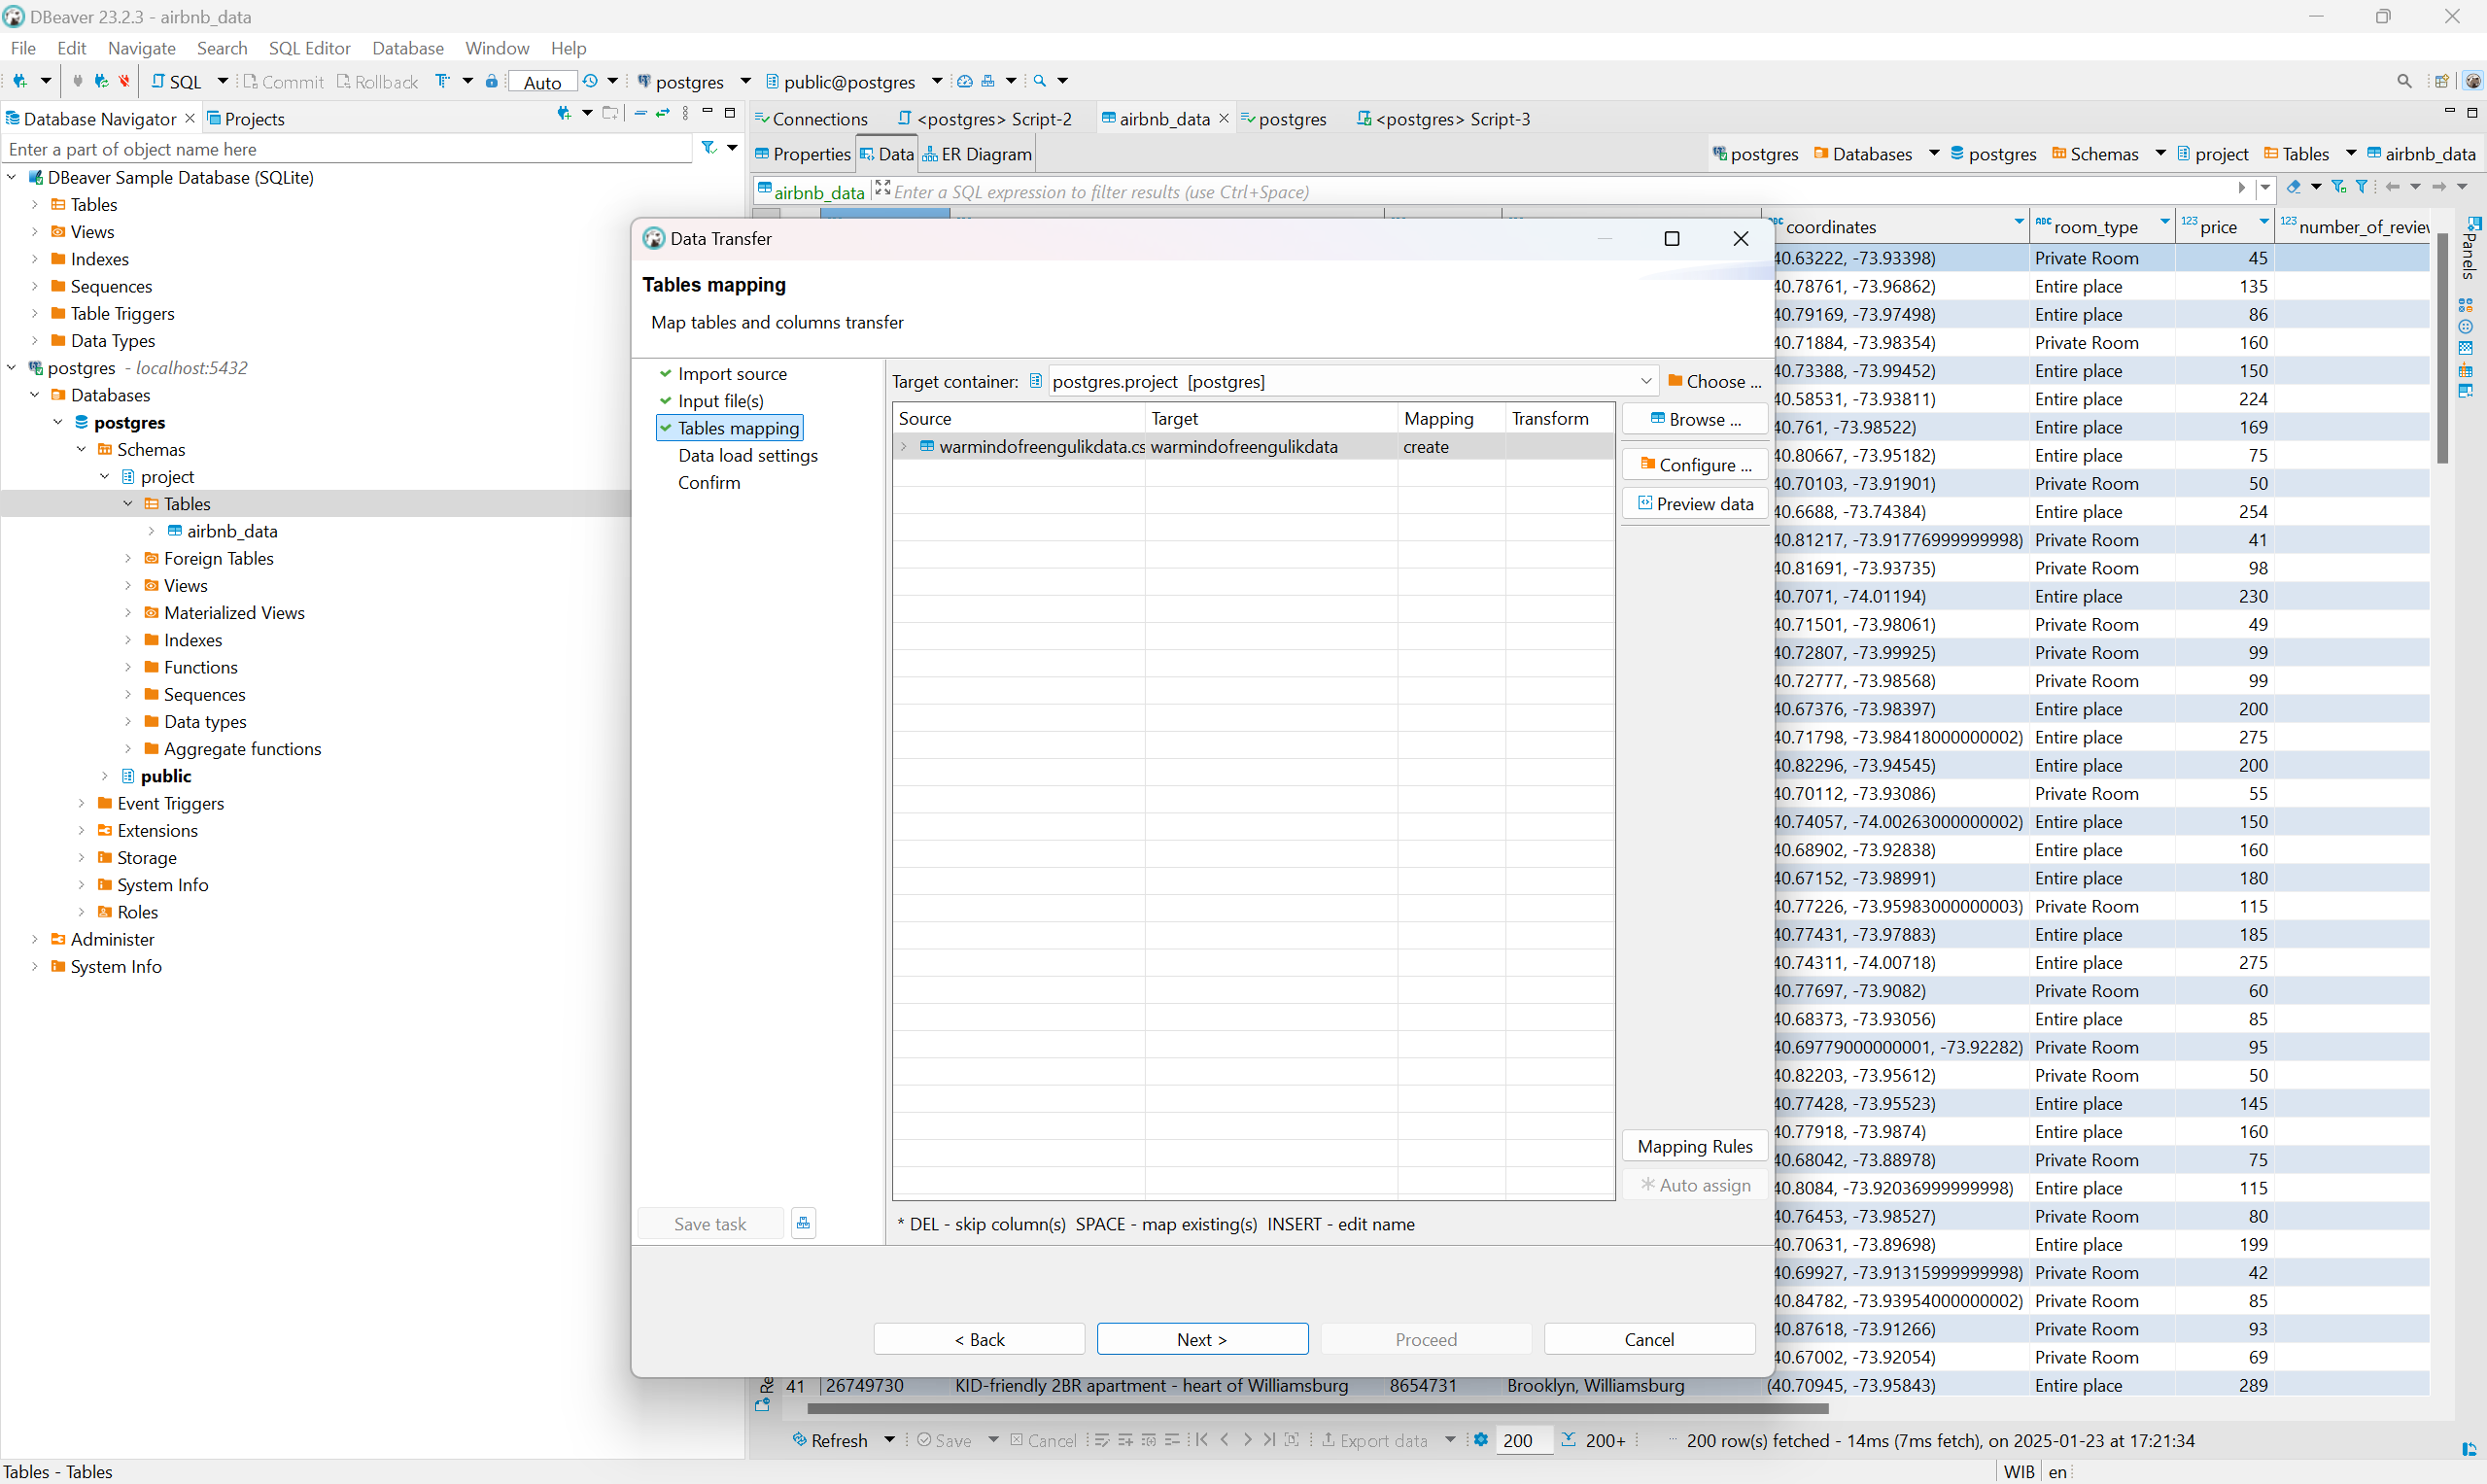 DBeaver 23.2.3 - airbnb_data
File Edit Navigate Search SQL Editor Database Window Help
SQL Commit Rollback Auto postgres public@postgres
Database Navigator Projects
Enter a part of object name here
DBeaver Sample Database (SQLite)
Tables
Views
Indexes
Sequences
Table Triggers
Data Types
postgres - localhost:5432
Databases
postgres
Schemas
project
Tables
airbnb_data
Foreign Tables
Views
Materialized Views
Indexes
Functions
Sequences
Data types
Aggregate functions
public
Event Triggers
Extensions
Storage
System Info
Roles
Administer
System Info
Connections <postgres> Script-2 airbnb_data postgres <postgres> Script-3
Properties Data ER Diagram postgres Databases postgres Schemas project Tables airbnb_data
airbnb_data Enter a SQL expression to filter results (use Ctrl+Space)
Data Transfer
Tables mapping
Map tables and columns transfer
Import source
Input file(s)
Tables mapping
Data load settings
Confirm
Target container: postgres.project [postgres] Choose ...
Source Target Mapping Transform
warmindofreengulikdata.cs warmindofreengulikdata create
Browse ...
Configure ...
Preview data
Mapping Rules
Auto assign
Save task
* DEL - skip column(s) SPACE - map existing(s) INSERT - edit name
< Back Next > Proceed Cancel
ABC coordinates ABC room_type 123 price 123 number_of_review
40.63222, -73.93398) Private Room 45
40.78761, -73.96862) Entire place 135
40.79169, -73.97498) Entire place 86
40.71884, -73.98354) Private Room 160
40.73388, -73.99452) Entire place 150
40.58531, -73.93811) Entire place 224
40.761, -73.98522) Entire place 169
40.80667, -73.95182) Entire place 75
40.70103, -73.91901) Private Room 50
40.6688, -73.74384) Entire place 254
40.81217, -73.91776999999998) Private Room 41
40.81691, -73.93735) Private Room 98
40.7071, -74.01194) Entire place 230
40.71501, -73.98061) Private Room 49
40.72807, -73.99925) Private Room 99
40.72777, -73.98568) Private Room 99
40.67376, -73.98397) Entire place 200
40.71798, -73.98418000000002) Entire place 275
40.82296, -73.94545) Entire place 200
40.70112, -73.93086) Private Room 55
40.74057, -74.00263000000002) Entire place 150
40.68902, -73.92838) Entire place 160
40.67152, -73.98991) Entire place 180
40.77226, -73.95983000000003) Private Room 115
40.77431, -73.97883) Entire place 185
40.74311, -74.00718) Entire place 275
40.77697, -73.9082) Private Room 60
40.68373, -73.93056) Entire place 85
40.69779000000001, -73.92282) Private Room 95
40.82203, -73.95612) Private Room 50
40.77428, -73.95523) Entire place 145
40.77918, -73.9874) Entire place 160
40.68042, -73.88978) Private Room 75
40.8084, -73.92036999999998) Entire place 115
40.76453, -73.98527) Private Room 80
40.70631, -73.89698) Entire place 199
40.69927, -73.91315999999998) Private Room 42
40.84782, -73.93954000000002) Private Room 85
40.87618, -73.91266) Private Room 93
40.67002, -73.92054) Private Room 69
41 26749730 KID-friendly 2BR apartment - heart of Williamsburg 8654731 Brooklyn, Williamsburg (40.70945, -73.95843) Entire place 289
Panels
Re
Refresh Save Cancel Export data 200 200+ 200 row(s) fetched - 14ms (7ms fetch), on 2025-01-23 at 17:21:34
Tables - Tables WIB en